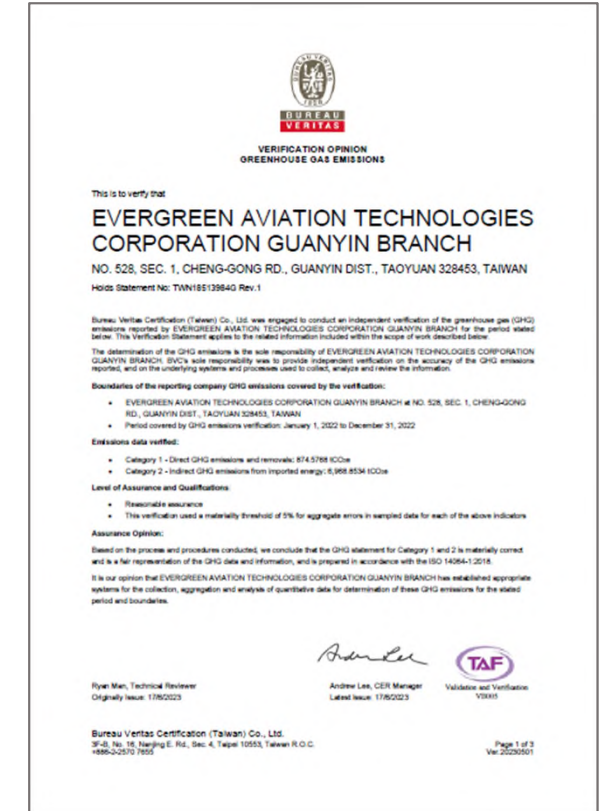 1828
BUREAU
VERITAS
VERIFICATION OPINION
GREENHOUSE GAS EMISSIONS
This is to verify that
EVERGREEN AVIATION TECHNOLOGIES
CORPORATION GUANYIN BRANCH
NO. 528, SEC. 1, CHENG-GONG RD., GUANYIN DIST., TAOYUAN 328453, TAIWAN
Holds Statement No: TWN18513984G Rev.1
Bureau Veritas Certification (Taiwan) Co., Ltd. was engaged to conduct an independent verification of the greenhouse gas (GHG)
emissions reported by EVERGREEN AVIATION TECHNOLOGIES CORPORATION GUANYIN BRANCH for the period stated
below. This Verification Statement applies to the related information included within the scope of work described below.
The determination of the GHG emissions is the sole responsibility of EVERGREEN AVIATION TECHNOLOGIES CORPORATION
GUANYIN BRANCH. BVC's sole responsibility was to provide independent verification on the accuracy of the GHG emissions
reported, and on the underlying systems and processes used to collect, analyze and review the information.
Boundaries of the reporting company GHG emissions covered by the verification:
• EVERGREEN AVIATION TECHNOLOGIES CORPORATION GUANYIN BRANCH at NO. 528, SEC. 1, CHENG-GONG
RD., GUANYIN DIST., TAOYUAN 328453, TAIWAN
• Period covered by GHG emissions verification: January 1, 2022 to December 31, 2022
Emissions data verified:
• Category 1 - Direct GHG emissions and removals: 874.5768 tCO2e
• Category 2 - Indirect GHG emissions from imported energy: 6,968.8534 tCO2e
Level of Assurance and Qualifications:
• Reasonable assurance
• This verification used a materiality threshold of 5% for aggregate errors in sampled data for each of the above indicators
Assurance Opinion:
Based on the process and procedures conducted, we conclude that the GHG statement for Category 1 and 2 is materially correct
and is a fair representation of the GHG data and information, and is prepared in accordance with the ISO 14064-1:2018.
It is our opinion that EVERGREEN AVIATION TECHNOLOGIES CORPORATION GUANYIN BRANCH has established appropriate
systems for the collection, aggregation and analysis of quantitative data for determination of these GHG emissions for the stated
period and boundaries.
Andrew Lee
TAF
Ryan Man, Technical Reviewer
Originally Issue: 17/6/2023
Andrew Lee, CER Manager
Latest Issue: 17/6/2023
Validation and Verification
VB005
Bureau Veritas Certification (Taiwan) Co., Ltd.
3F-B, No. 16, Nanjing E. Rd., Sec. 4, Taipei 10553, Taiwan R.O.C.
+886-2-2570 7655
Page 1 of 3
Ver.20230501